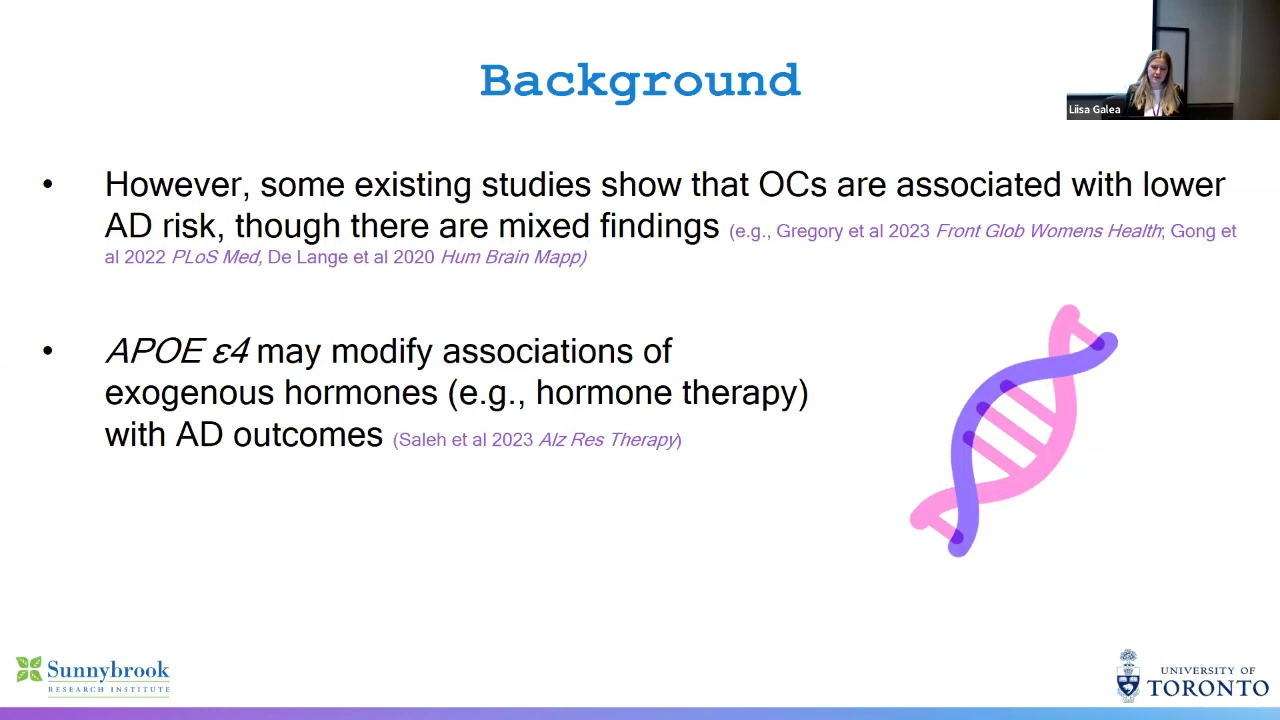 Background
Liisa Galea
• However, some existing studies show that OCs are associated with lower
AD risk, though there are mixed findings (e.g., Gregory et al 2023 Front Glob Womens Health; Gong et
al 2022 PLoS Med, De Lange et al 2020 Hum Brain Mapp)
• APOE ε4 may modify associations of
exogenous hormones (e.g., hormone therapy)
with AD outcomes (Saleh et al 2023 Alz Res Therapy)
Sunnybrook
RESEARCH INSTITUTE
UNIVERSITY OF
TORONTO